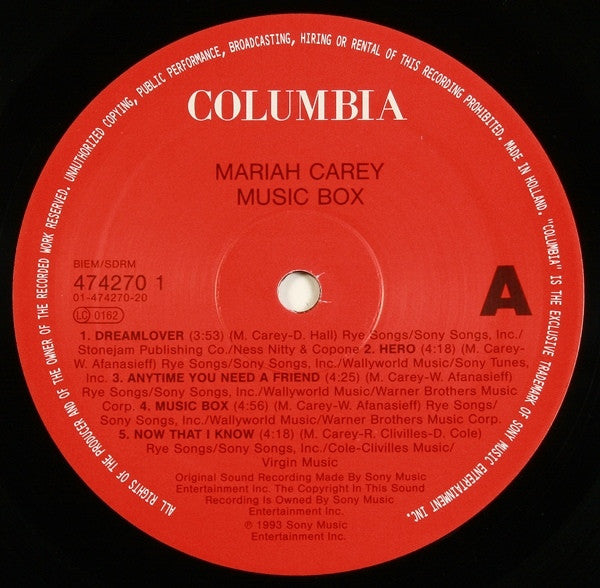 ALL RIGHTS OF THE PRODUCER AND OF THE OWNER OF THE RECORDED WORK RESERVED. UNAUTHORIZED COPYING, PUBLIC PERFORMANCE, BROADCASTING, HIRING OR RENTAL OF THIS RECORDING PROHIBITED. MADE IN HOLLAND. "COLUMBIA" IS THE EXCLUSIVE TRADEMARK OF SONY MUSIC ENTERTAINMENT INC.
COLUMBIA
MARIAH CAREY
MUSIC BOX
BIEM/SDRM
474270 1
01-474270-20
LC 0162
A
1. DREAMLOVER (3:53) (M. Carey-D. Hall) Rye Songs/Sony Songs, Inc./
Stonejam Publishing Co./Ness Nitty & Copone 2. HERO (4:18) (M. Carey-
W. Afanasieff) Rye Songs/Sony Songs, Inc./Wallyworld Music/Sony Tunes,
Inc. 3. ANYTIME YOU NEED A FRIEND (4:25) (M. Carey-W. Afanasieff)
Rye Songs/Sony Songs, Inc./Wallyworld Music/Warner Brothers Music
Corp. 4. MUSIC BOX (4:56) (M. Carey-W. Afanasieff) Rye Songs/
Sony Songs, Inc./Wallyworld Music/Warner Brothers Music Corp.
5. NOW THAT I KNOW (4:18) (M. Carey-R. Clivilles-D. Cole)
Rye Songs/Sony Songs, Inc./Cole-Clivilles Music/
Virgin Music
Original Sound Recording Made By Sony Music
Entertainment Inc. The Copyright In This Sound
Recording Is Owned By Sony Music
Entertainment Inc.
℗ 1993 Sony Music
Entertainment Inc.